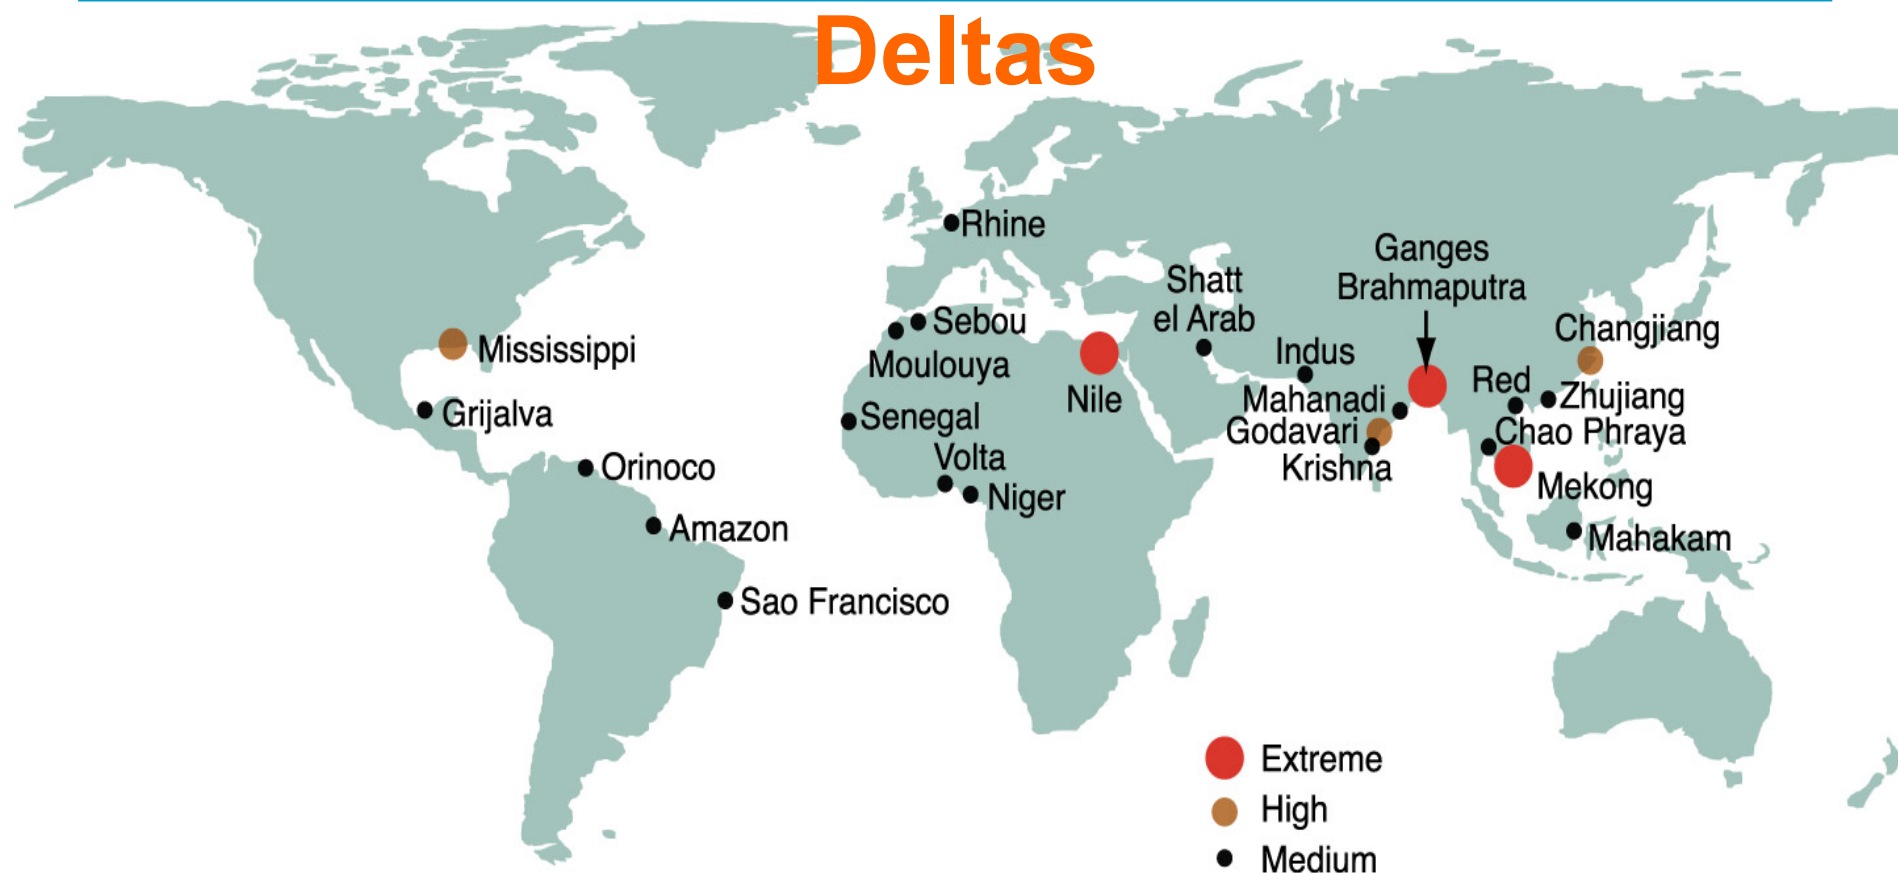 Deltas
Rhine
Ganges
Brahmaputra
Shatt
el Arab
Sebou
Moulouya
Mississippi
Changjiang
Indus
Nile
Red
Zhujiang
Mahanadi
Grijalva
Senegal
Godavari
Chao Phraya
Volta
Krishna
Orinoco
Niger
Mekong
Amazon
Mahakam
Sao Francisco
Extreme
High
Medium